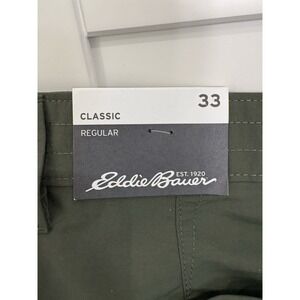 33
CLASSIC
REGULAR
EST. 1920
Eddie Bauer